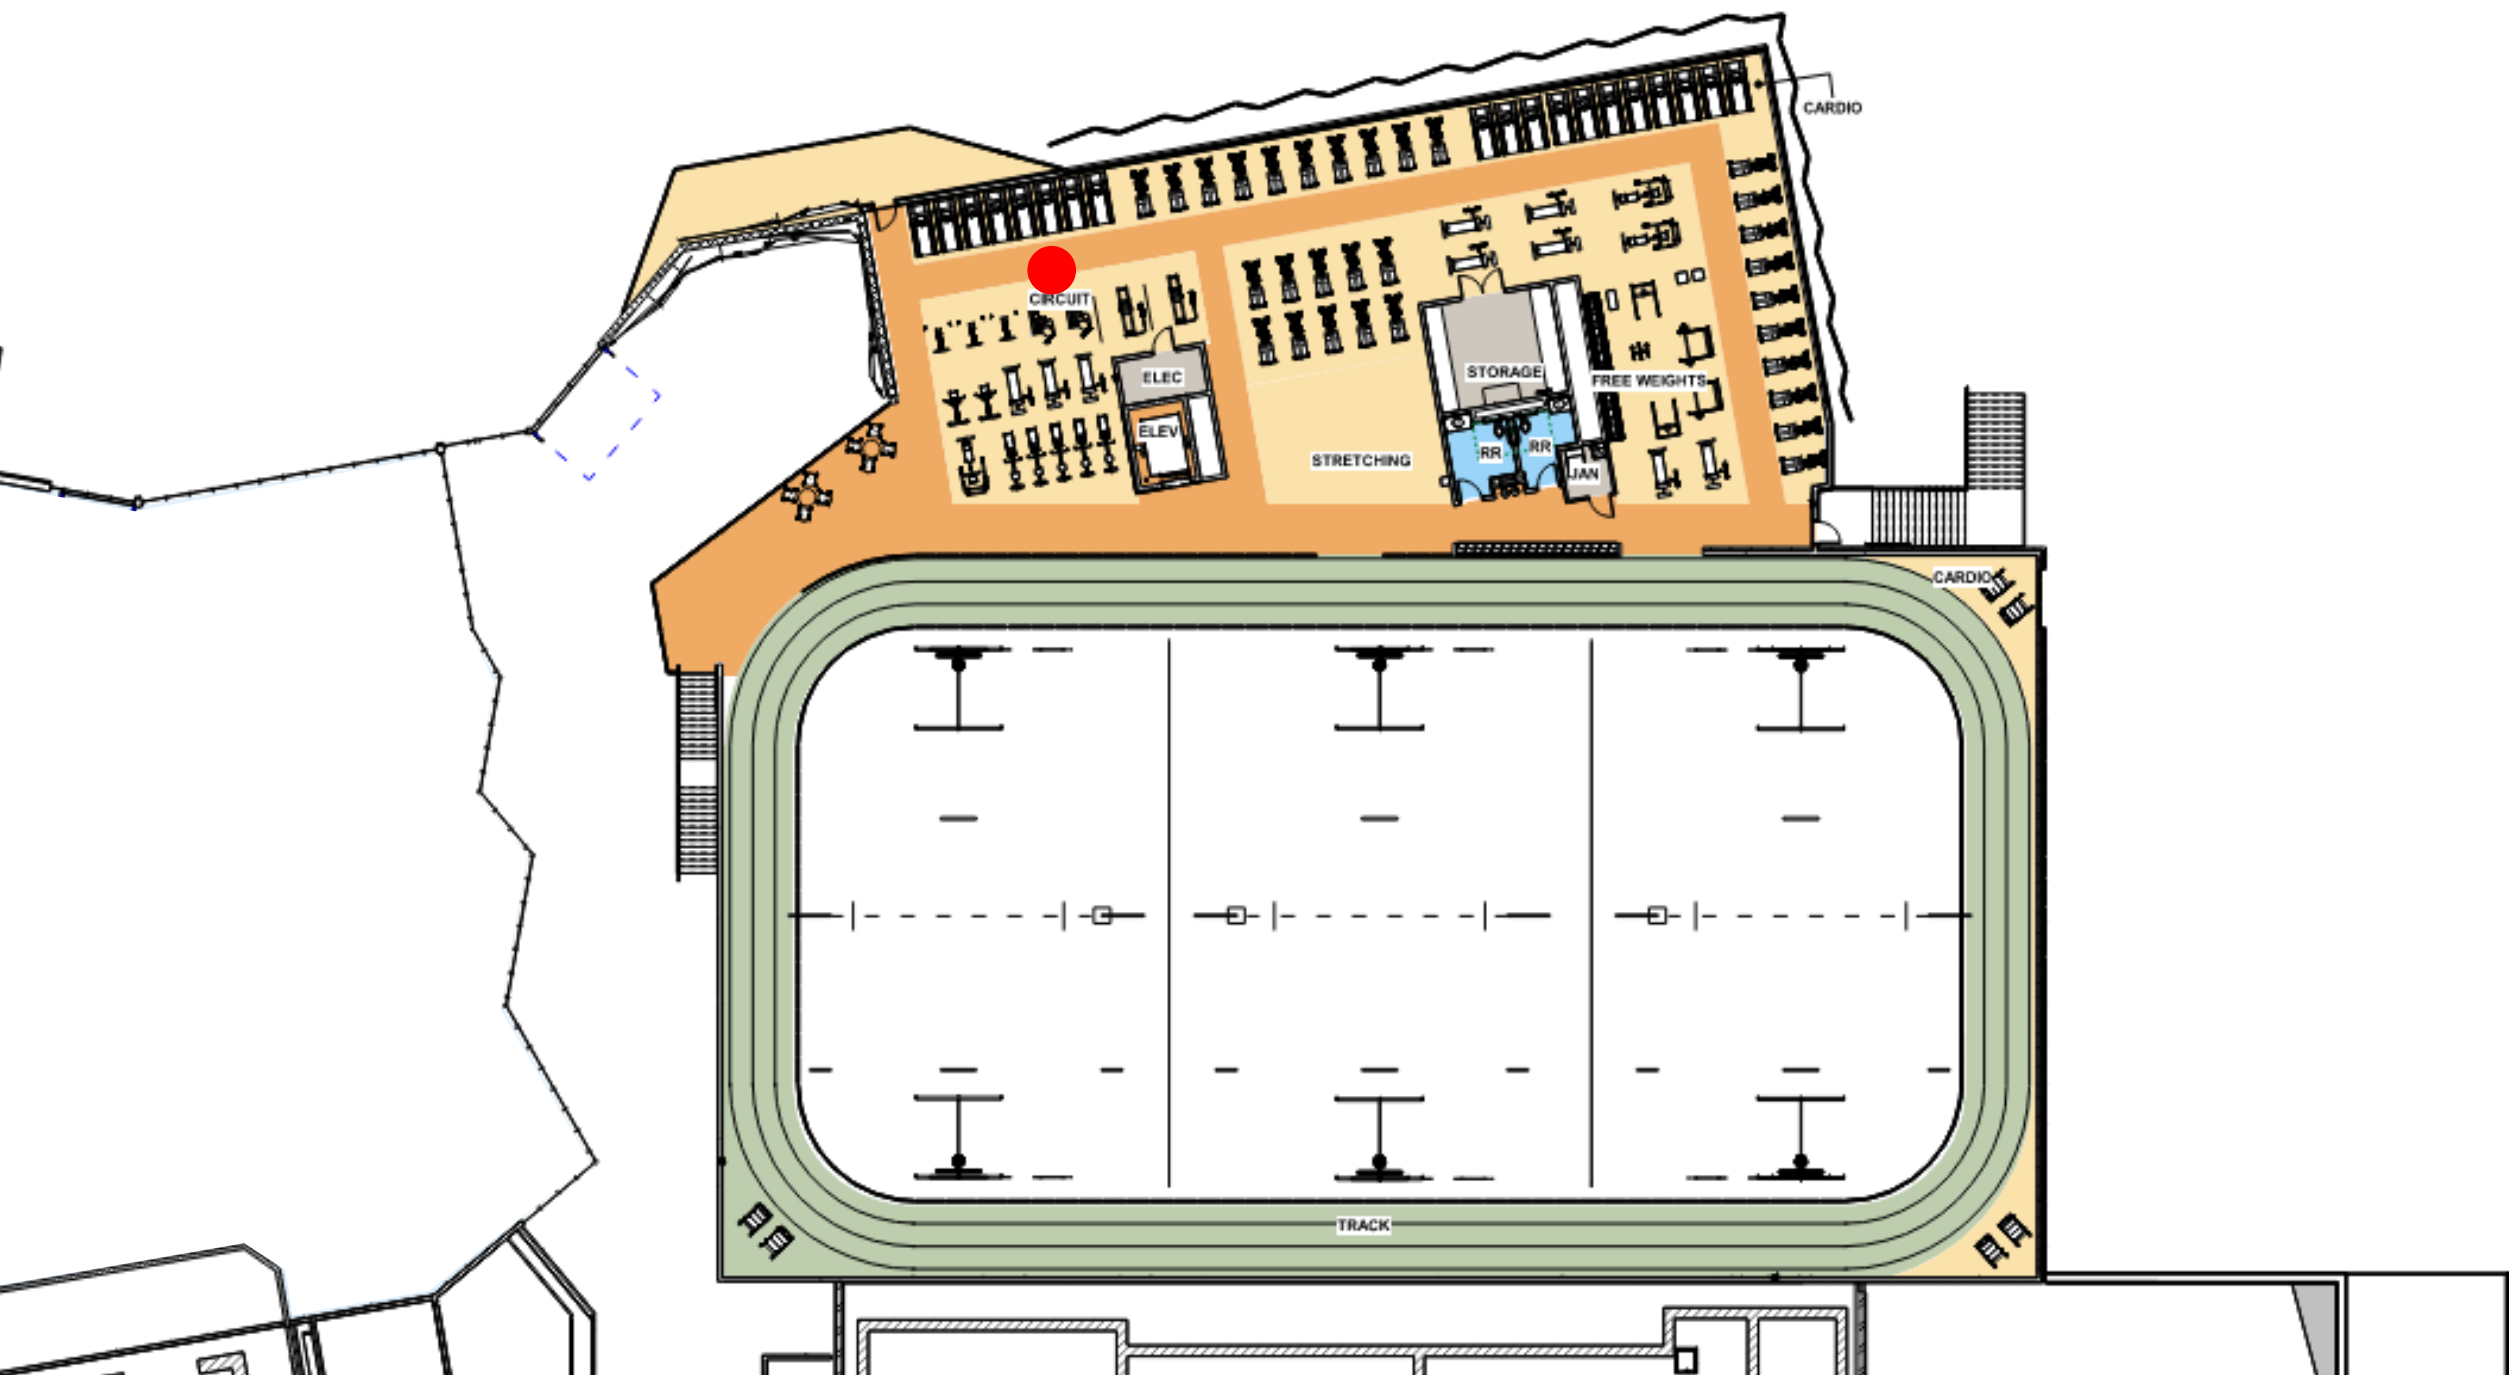 CARDIO
CIRCUIT
ELEC
STORAGE
FREE WEIGHTS
ELEV
RR
RR
STRETCHING
JAN
CARDIO
TRACK